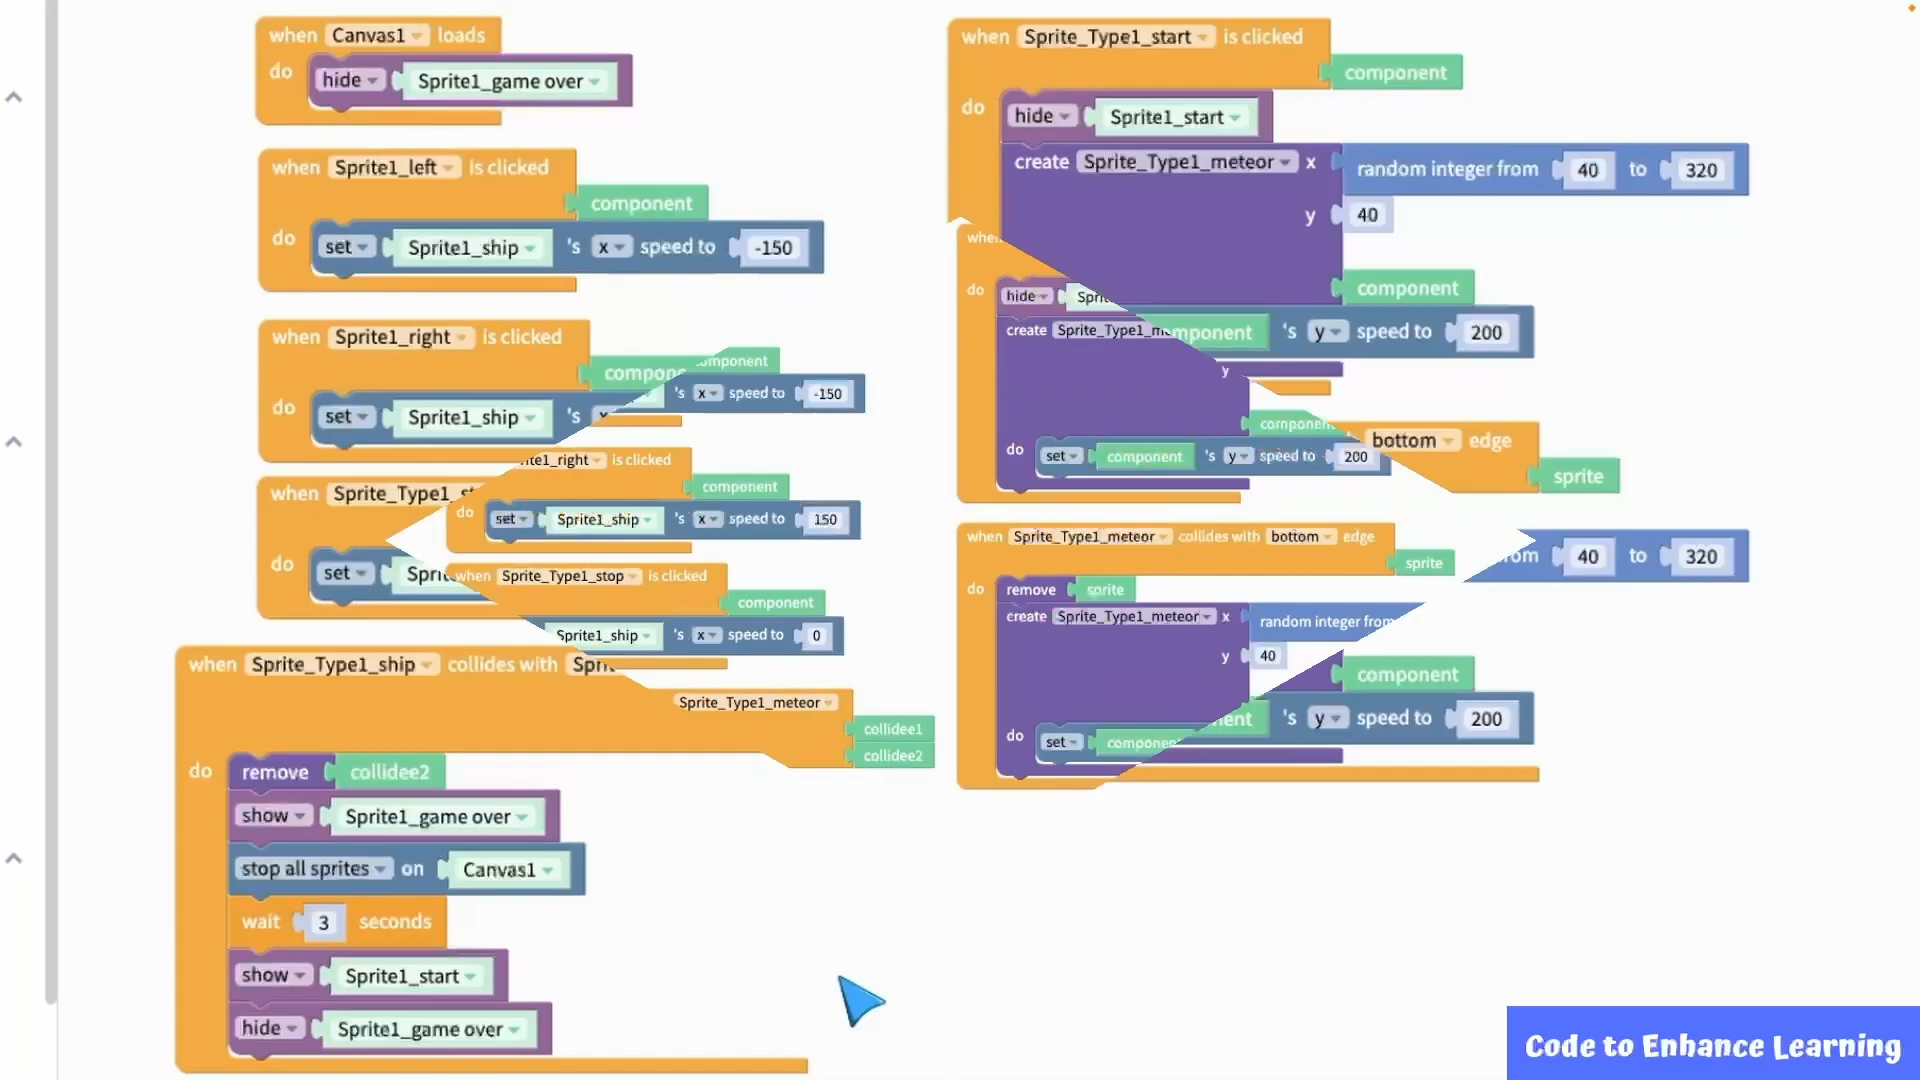 when Canvas1 loads
do hide Sprite1_game over
when Sprite1_left is clicked
component
do set Sprite1_ship 's x speed to -150
when Sprite1_right is clicked
component
's x speed to -150
do set Sprite1_ship 's
is clicked
when
component
do set Sprite1_ship 's x speed to 150
do set
when Sprite_Type1_stop is clicked
component
Sprite1_ship 's x speed to 0
when Sprite_Type1_ship collides with
Sprite_Type1_meteor
collidee1
collidee2
do remove collidee2
show Sprite1_game over
stop all sprites on Canvas1
wait 3 seconds
show Sprite1_start
hide Sprite1_game over
when Sprite_Type1_start is clicked
component
do hide Sprite1_start
create Sprite_Type1_meteor x random integer from 40 to 320
y 40
component
do hide
create
's y speed to 200
y
component
do set component 's y speed to 200
bottom edge
sprite
when Sprite_Type1_meteor collides with bottom edge
sprite
40 to 320
do remove sprite
create Sprite_Type1_meteor x random integer from
y 40
component
's y speed to 200
do set component
Code to Enhance Learning